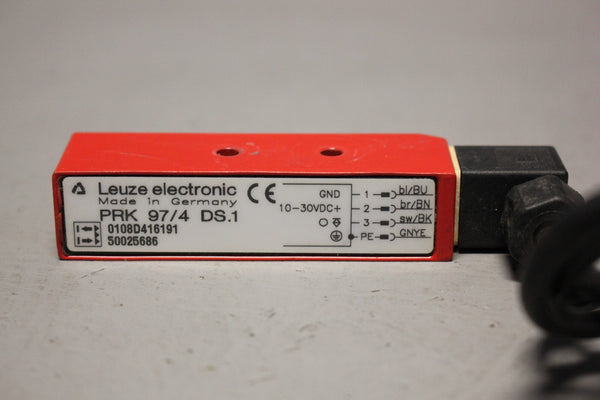 Leuze electronic
Made in Germany
PRK 97/4 DS.1
0108D416191
50025686
CE
GND 1 bl/BU
10-30VDC+ 2 br/BN
3 sw/BK
PE GNYE